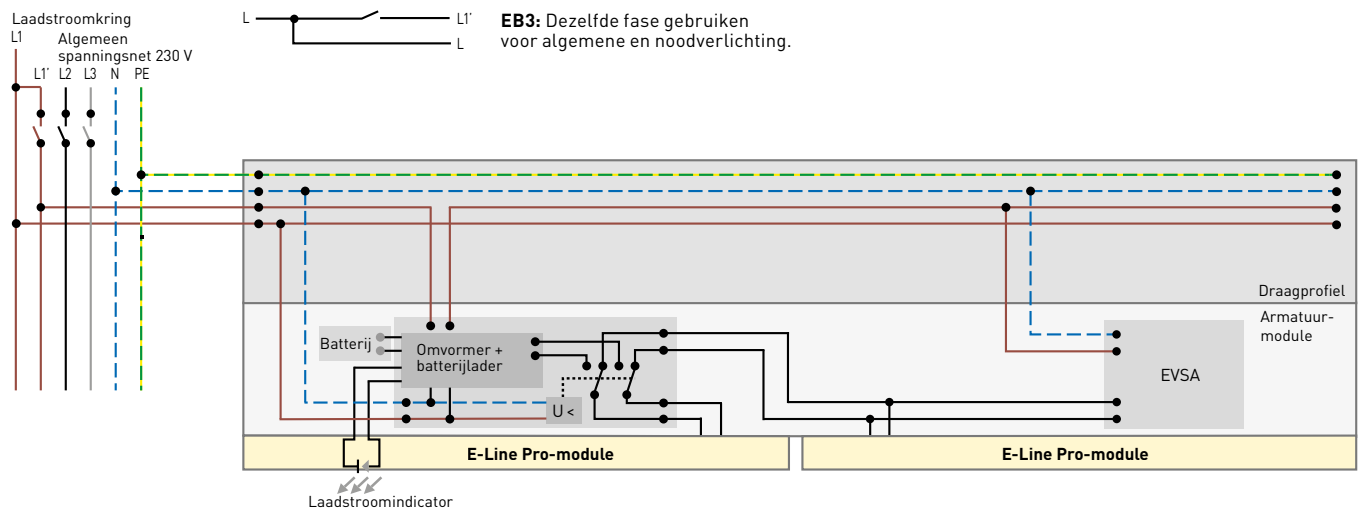 Laadstroomkring
L1
Algemeen
spanningsnet 230 V
L1' L2 L3 N PE
L L1'
L
EB3: Dezelfde fase gebruiken
voor algemene en noodverlichting.
Draagprofiel
Armatuur-
module
Batterij
Omvormer +
batterijlader
U <
EVSA
E-Line Pro-module
E-Line Pro-module
Laadstroomindicator